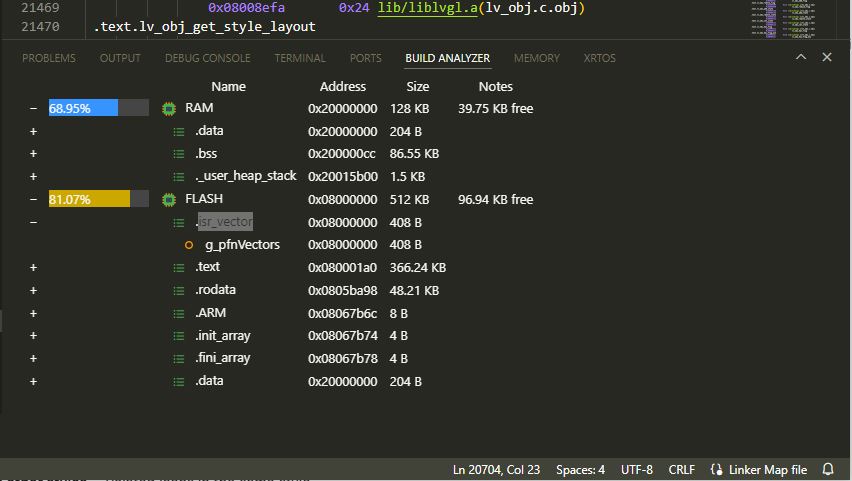 21469 0x08008efa 0x24 lib/liblvgl.a(lv_obj.c.obj)
21470 .text.lv_obj_get_style_layout
PROBLEMS OUTPUT DEBUG CONSOLE TERMINAL PORTS BUILD ANALYZER MEMORY XRTOS
Name Address Size Notes
− 68.95% RAM 0x20000000 128 KB 39.75 KB free
+ .data 0x20000000 204 B
+ .bss 0x200000cc 86.55 KB
+ ._user_heap_stack 0x20015b00 1.5 KB
− 81.07% FLASH 0x08000000 512 KB 96.94 KB free
− .isr_vector 0x08000000 408 B
g_pfnVectors 0x08000000 408 B
+ .text 0x080001a0 366.24 KB
+ .rodata 0x0805ba98 48.21 KB
+ .ARM 0x08067b6c 8 B
+ .init_array 0x08067b74 4 B
+ .fini_array 0x08067b78 4 B
+ .data 0x20000000 204 B
Ln 20704, Col 23 Spaces: 4 UTF-8 CRLF Linker Map file